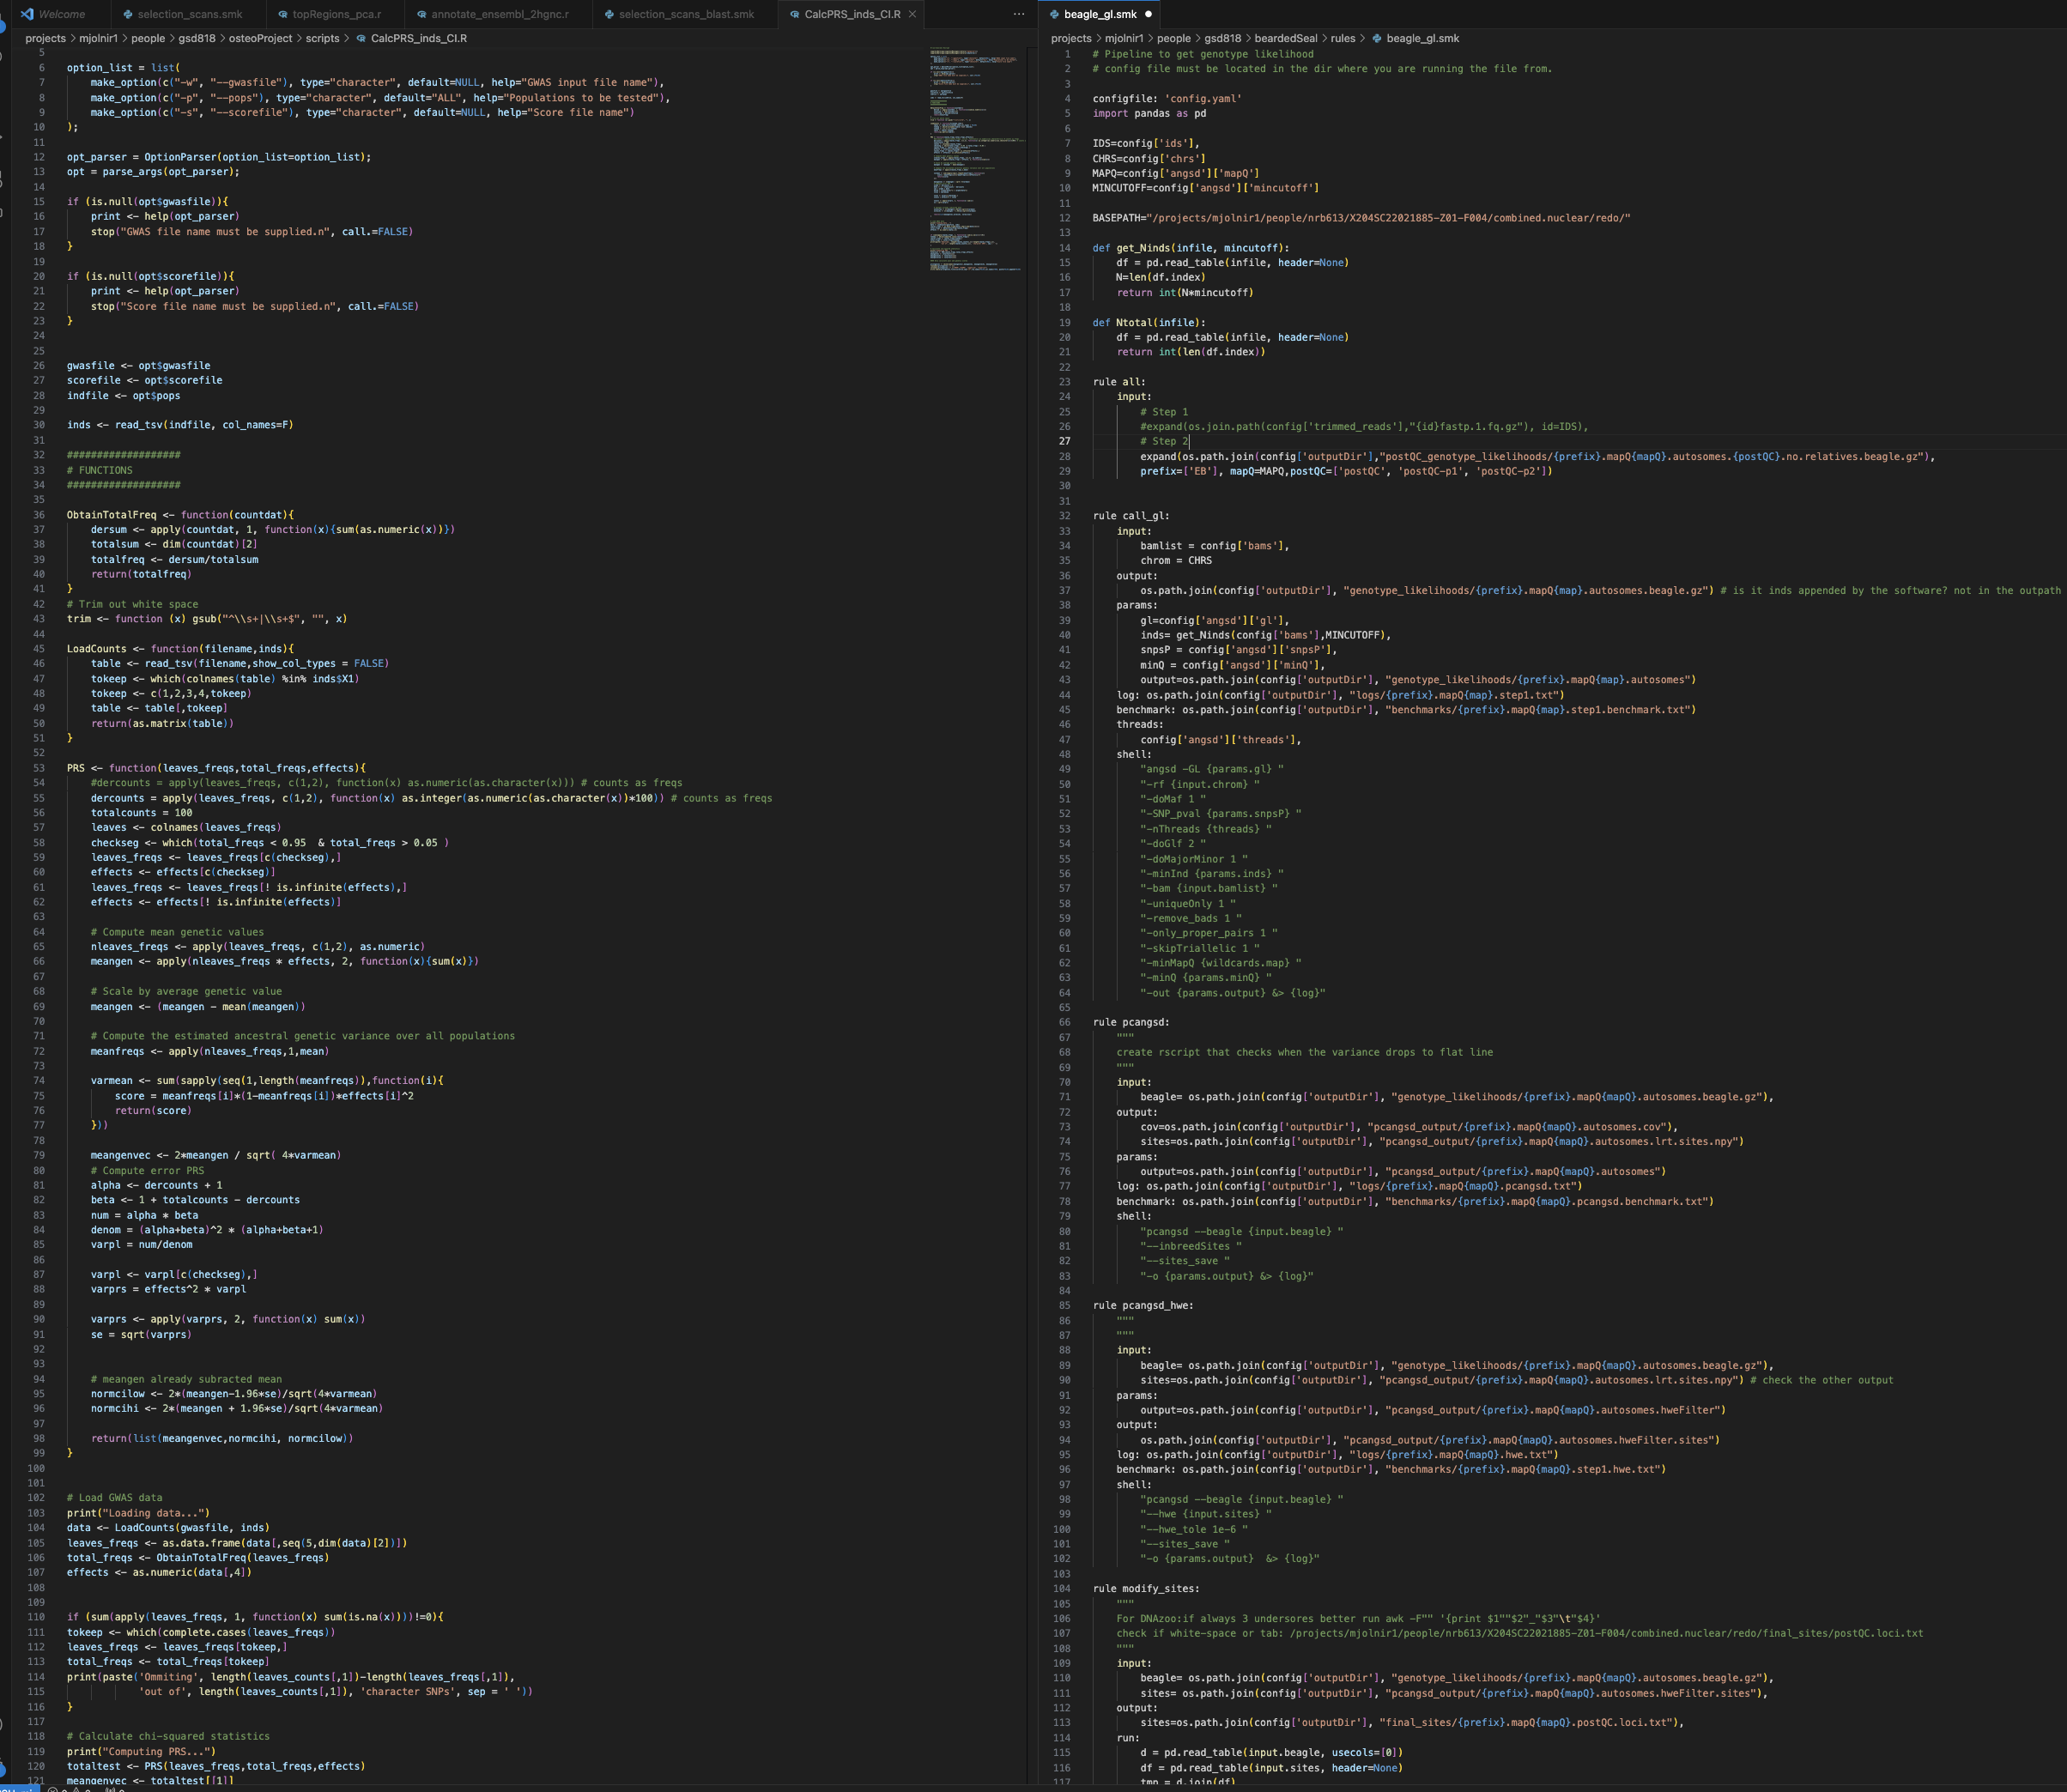 Welcome
selection_scans.smk
topRegions_pca.r
annotate_ensembl_2hgnc.r
selection_scans_blast.smk
CalcPRS_inds_CI.R
projects > mjolnir1 > people > gsd818 > osteoProject > scripts > CalcPRS_inds_CI.R
5
6 option_list = list(
7 make_option(c("-w", "--gwasfile"), type="character", default=NULL, help="GWAS input file name"),
8 make_option(c("-p", "--pops"), type="character", default="ALL", help="Populations to be tested"),
9 make_option(c("-s", "--scorefile"), type="character", default=NULL, help="Score file name")
10 );
11
12 opt_parser = OptionParser(option_list=option_list);
13 opt = parse_args(opt_parser);
14
15 if (is.null(opt$gwasfile)){
16 print <- help(opt_parser)
17 stop("GWAS file name must be supplied.n", call.=FALSE)
18 }
19
20 if (is.null(opt$scorefile)){
21 print <- help(opt_parser)
22 stop("Score file name must be supplied.n", call.=FALSE)
23 }
24
25
26 gwasfile <- opt$gwasfile
27 scorefile <- opt$scorefile
28 indfile <- opt$pops
29
30 inds <- read_tsv(indfile, col_names=F)
31
32 ###################
33 # FUNCTIONS
34 ###################
35
36 ObtainTotalFreq <- function(countdat){
37 dersum <- apply(countdat, 1, function(x){sum(as.numeric(x))})
38 totalsum <- dim(countdat)[2]
39 totalfreq <- dersum/totalsum
40 return(totalfreq)
41 }
42 # Trim out white space
43 trim <- function (x) gsub("^\\s+|\\s+$", "", x)
44
45 LoadCounts <- function(filename,inds){
46 table <- read_tsv(filename,show_col_types = FALSE)
47 tokeep <- which(colnames(table) %in% inds$X1)
48 tokeep <- c(1,2,3,4,tokeep)
49 table <- table[,tokeep]
50 return(as.matrix(table))
51 }
52
53 PRS <- function(leaves_freqs,total_freqs,effects){
54 #dercounts = apply(leaves_freqs, c(1,2), function(x) as.numeric(as.character(x))) # counts as freqs
55 dercounts = apply(leaves_freqs, c(1,2), function(x) as.integer(as.numeric(as.character(x))*100)) # counts as freqs
56 totalcounts = 100
57 leaves <- colnames(leaves_freqs)
58 checkseg <- which(total_freqs < 0.95 & total_freqs > 0.05 )
59 leaves_freqs <- leaves_freqs[c(checkseg),]
60 effects <- effects[c(checkseg)]
61 leaves_freqs <- leaves_freqs[! is.infinite(effects),]
62 effects <- effects[! is.infinite(effects)]
63
64 # Compute mean genetic values
65 nleaves_freqs <- apply(leaves_freqs, c(1,2), as.numeric)
66 meangen <- apply(nleaves_freqs * effects, 2, function(x){sum(x)})
67
68 # Scale by average genetic value
69 meangen <- (meangen - mean(meangen))
70
71 # Compute the estimated ancestral genetic variance over all populations
72 meanfreqs <- apply(nleaves_freqs,1,mean)
73
74 varmean <- sum(sapply(seq(1,length(meanfreqs)),function(i){
75 score = meanfreqs[i]*(1-meanfreqs[i])*effects[i]^2
76 return(score)
77 }))
78
79 meangenvec <- 2*meangen / sqrt( 4*varmean)
80 # Compute error PRS
81 alpha <- dercounts + 1
82 beta <- 1 + totalcounts - dercounts
83 num = alpha * beta
84 denom = (alpha+beta)^2 * (alpha+beta+1)
85 varpl = num/denom
86
87 varpl <- varpl[c(checkseg),]
88 varprs = effects^2 * varpl
89
90 varprs <- apply(varprs, 2, function(x) sum(x))
91 se = sqrt(varprs)
92
93
94 # meangen already subracted mean
95 normcilow <- 2*(meangen-1.96*se)/sqrt(4*varmean)
96 normcihi <- 2*(meangen + 1.96*se)/sqrt(4*varmean)
97
98 return(list(meangenvec,normcihi, normcilow))
99 }
100
101
102 # Load GWAS data
103 print("Loading data...")
104 data <- LoadCounts(gwasfile, inds)
105 leaves_freqs <- as.data.frame(data[,seq(5,dim(data)[2])])
106 total_freqs <- ObtainTotalFreq(leaves_freqs)
107 effects <- as.numeric(data[,4])
108
109
110 if (sum(apply(leaves_freqs, 1, function(x) sum(is.na(x))))!=0){
111 tokeep <- which(complete.cases(leaves_freqs))
112 leaves_freqs <- leaves_freqs[tokeep,]
113 total_freqs <- total_freqs[tokeep]
114 print(paste('Ommiting', length(leaves_counts[,1])-length(leaves_freqs[,1]),
115 'out of', length(leaves_counts[,1]), 'character SNPs', sep = ' '))
116 }
117
118 # Calculate chi-squared statistics
119 print("Computing PRS...")
120 totaltest <- PRS(leaves_freqs,total_freqs,effects)
121 meangenvec <- totaltest[[1]]
beagle_gl.smk
projects > mjolnir1 > people > gsd818 > beardedSeal > rules > beagle_gl.smk
1 # Pipeline to get genotype likelihood
2 # config file must be located in the dir where you are running the file from.
3
4 configfile: 'config.yaml'
5 import pandas as pd
6
7 IDS=config['ids'],
8 CHRS=config['chrs']
9 MAPQ=config['angsd']['mapQ']
10 MINCUTOFF=config['angsd']['mincutoff']
11
12 BASEPATH="/projects/mjolnir1/people/nrb613/X204SC22021885-Z01-F004/combined.nuclear/redo/"
13
14 def get_Ninds(infile, mincutoff):
15 df = pd.read_table(infile, header=None)
16 N=len(df.index)
17 return int(N*mincutoff)
18
19 def Ntotal(infile):
20 df = pd.read_table(infile, header=None)
21 return int(len(df.index))
22
23 rule all:
24 input:
25 # Step 1
26 #expand(os.join.path(config['trimmed_reads'],"{id}fastp.1.fq.gz"), id=IDS),
27 # Step 2
28 expand(os.path.join(config['outputDir'],"postQC_genotype_likelihoods/{prefix}.mapQ{mapQ}.autosomes.{postQC}.no.relatives.beagle.gz"),
29 prefix=['EB'], mapQ=MAPQ,postQC=['postQC', 'postQC-p1', 'postQC-p2'])
30
31
32 rule call_gl:
33 input:
34 bamlist = config['bams'],
35 chrom = CHRS
36 output:
37 os.path.join(config['outputDir'], "genotype_likelihoods/{prefix}.mapQ{map}.autosomes.beagle.gz") # is it inds appended by the software? not in the outpath
38 params:
39 gl=config['angsd']['gl'],
40 inds= get_Ninds(config['bams'],MINCUTOFF),
41 snpsP = config['angsd']['snpsP'],
42 minQ = config['angsd']['minQ'],
43 output=os.path.join(config['outputDir'], "genotype_likelihoods/{prefix}.mapQ{map}.autosomes")
44 log: os.path.join(config['outputDir'], "logs/{prefix}.mapQ{map}.step1.txt")
45 benchmark: os.path.join(config['outputDir'], "benchmarks/{prefix}.mapQ{map}.step1.benchmark.txt")
46 threads:
47 config['angsd']['threads'],
48 shell:
49 "angsd -GL {params.gl} "
50 "-rf {input.chrom} "
51 "-doMaf 1 "
52 "-SNP_pval {params.snpsP} "
53 "-nThreads {threads} "
54 "-doGlf 2 "
55 "-doMajorMinor 1 "
56 "-minInd {params.inds} "
57 "-bam {input.bamlist} "
58 "-uniqueOnly 1 "
59 "-remove_bads 1 "
60 "-only_proper_pairs 1 "
61 "-skipTriallelic 1 "
62 "-minMapQ {wildcards.map} "
63 "-minQ {params.minQ} "
64 "-out {params.output} &> {log}"
65
66 rule pcangsd:
67 """
68 create rscript that checks when the variance drops to flat line
69 """
70 input:
71 beagle= os.path.join(config['outputDir'], "genotype_likelihoods/{prefix}.mapQ{mapQ}.autosomes.beagle.gz"),
72 output:
73 cov=os.path.join(config['outputDir'], "pcangsd_output/{prefix}.mapQ{mapQ}.autosomes.cov"),
74 sites=os.path.join(config['outputDir'], "pcangsd_output/{prefix}.mapQ{mapQ}.autosomes.lrt.sites.npy")
75 params:
76 output=os.path.join(config['outputDir'], "pcangsd_output/{prefix}.mapQ{mapQ}.autosomes")
77 log: os.path.join(config['outputDir'], "logs/{prefix}.mapQ{mapQ}.pcangsd.txt")
78 benchmark: os.path.join(config['outputDir'], "benchmarks/{prefix}.mapQ{mapQ}.pcangsd.benchmark.txt")
79 shell:
80 "pcangsd --beagle {input.beagle} "
81 "--inbreedSites "
82 "--sites_save "
83 "-o {params.output} &> {log}"
84
85 rule pcangsd_hwe:
86 """
87 """
88 input:
89 beagle= os.path.join(config['outputDir'], "genotype_likelihoods/{prefix}.mapQ{mapQ}.autosomes.beagle.gz"),
90 sites=os.path.join(config['outputDir'], "pcangsd_output/{prefix}.mapQ{mapQ}.autosomes.lrt.sites.npy") # check the other output
91 params:
92 output=os.path.join(config['outputDir'], "pcangsd_output/{prefix}.mapQ{mapQ}.autosomes.hweFilter")
93 output:
94 os.path.join(config['outputDir'], "pcangsd_output/{prefix}.mapQ{mapQ}.autosomes.hweFilter.sites")
95 log: os.path.join(config['outputDir'], "logs/{prefix}.mapQ{mapQ}.hwe.txt")
96 benchmark: os.path.join(config['outputDir'], "benchmarks/{prefix}.mapQ{mapQ}.step1.hwe.txt")
97 shell:
98 "pcangsd --beagle {input.beagle} "
99 "--hwe {input.sites} "
100 "--hwe_tole 1e-6 "
101 "--sites_save "
102 "-o {params.output}  &> {log}"
103
104 rule modify_sites:
105 """
106 For DNAzoo:if always 3 undersores better run awk -F"" '{print $1""$2"_"$3"\t"$4}'
107 check if white-space or tab: /projects/mjolnir1/people/nrb613/X204SC22021885-Z01-F004/combined.nuclear/redo/final_sites/postQC.loci.txt
108 """
109 input:
110 beagle= os.path.join(config['outputDir'], "genotype_likelihoods/{prefix}.mapQ{mapQ}.autosomes.beagle.gz"),
111 sites= os.path.join(config['outputDir'], "pcangsd_output/{prefix}.mapQ{mapQ}.autosomes.hweFilter.sites"),
112 output:
113 sites=os.path.join(config['outputDir'], "final_sites/{prefix}.mapQ{mapQ}.postQC.loci.txt"),
114 run:
115 d = pd.read_table(input.beagle, usecols=[0])
116 df = pd.read_table(input.sites, header=None)
117 tmp = d.join(df)